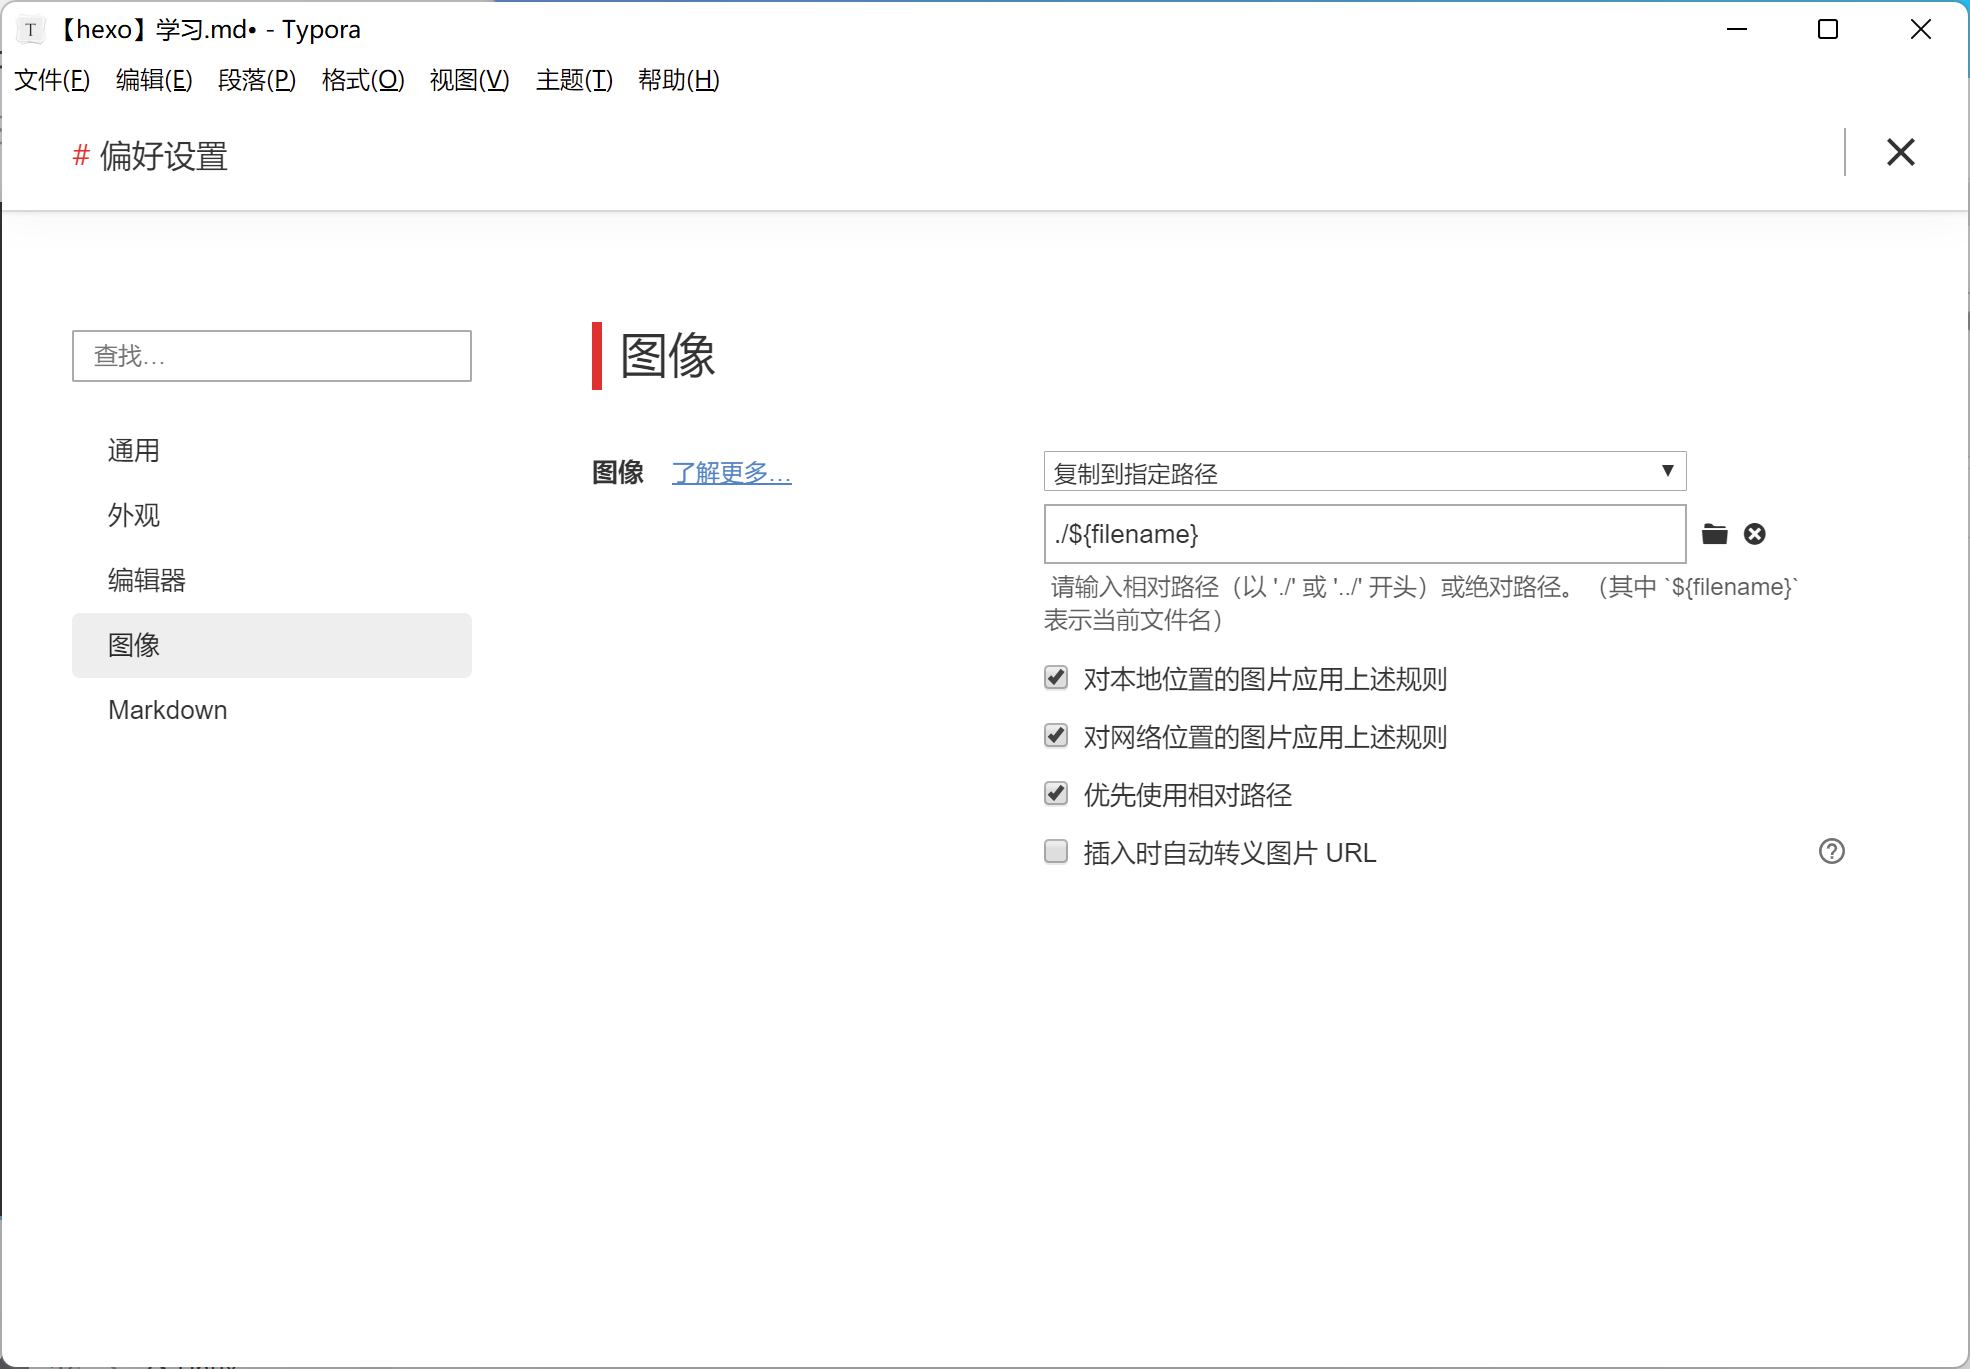 T 【hexo】学习.md• - Typora
文件(F) 编辑(E) 段落(P) 格式(O) 视图(V) 主题(T) 帮助(H)
# 偏好设置
查找...
通用
外观
编辑器
图像
Markdown
图像
图像 了解更多...
复制到指定路径
./${filename}
请输入相对路径（以 './' 或 '../' 开头）或绝对路径。（其中 `${filename}`
表示当前文件名）
对本地位置的图片应用上述规则
对网络位置的图片应用上述规则
优先使用相对路径
插入时自动转义图片 URL